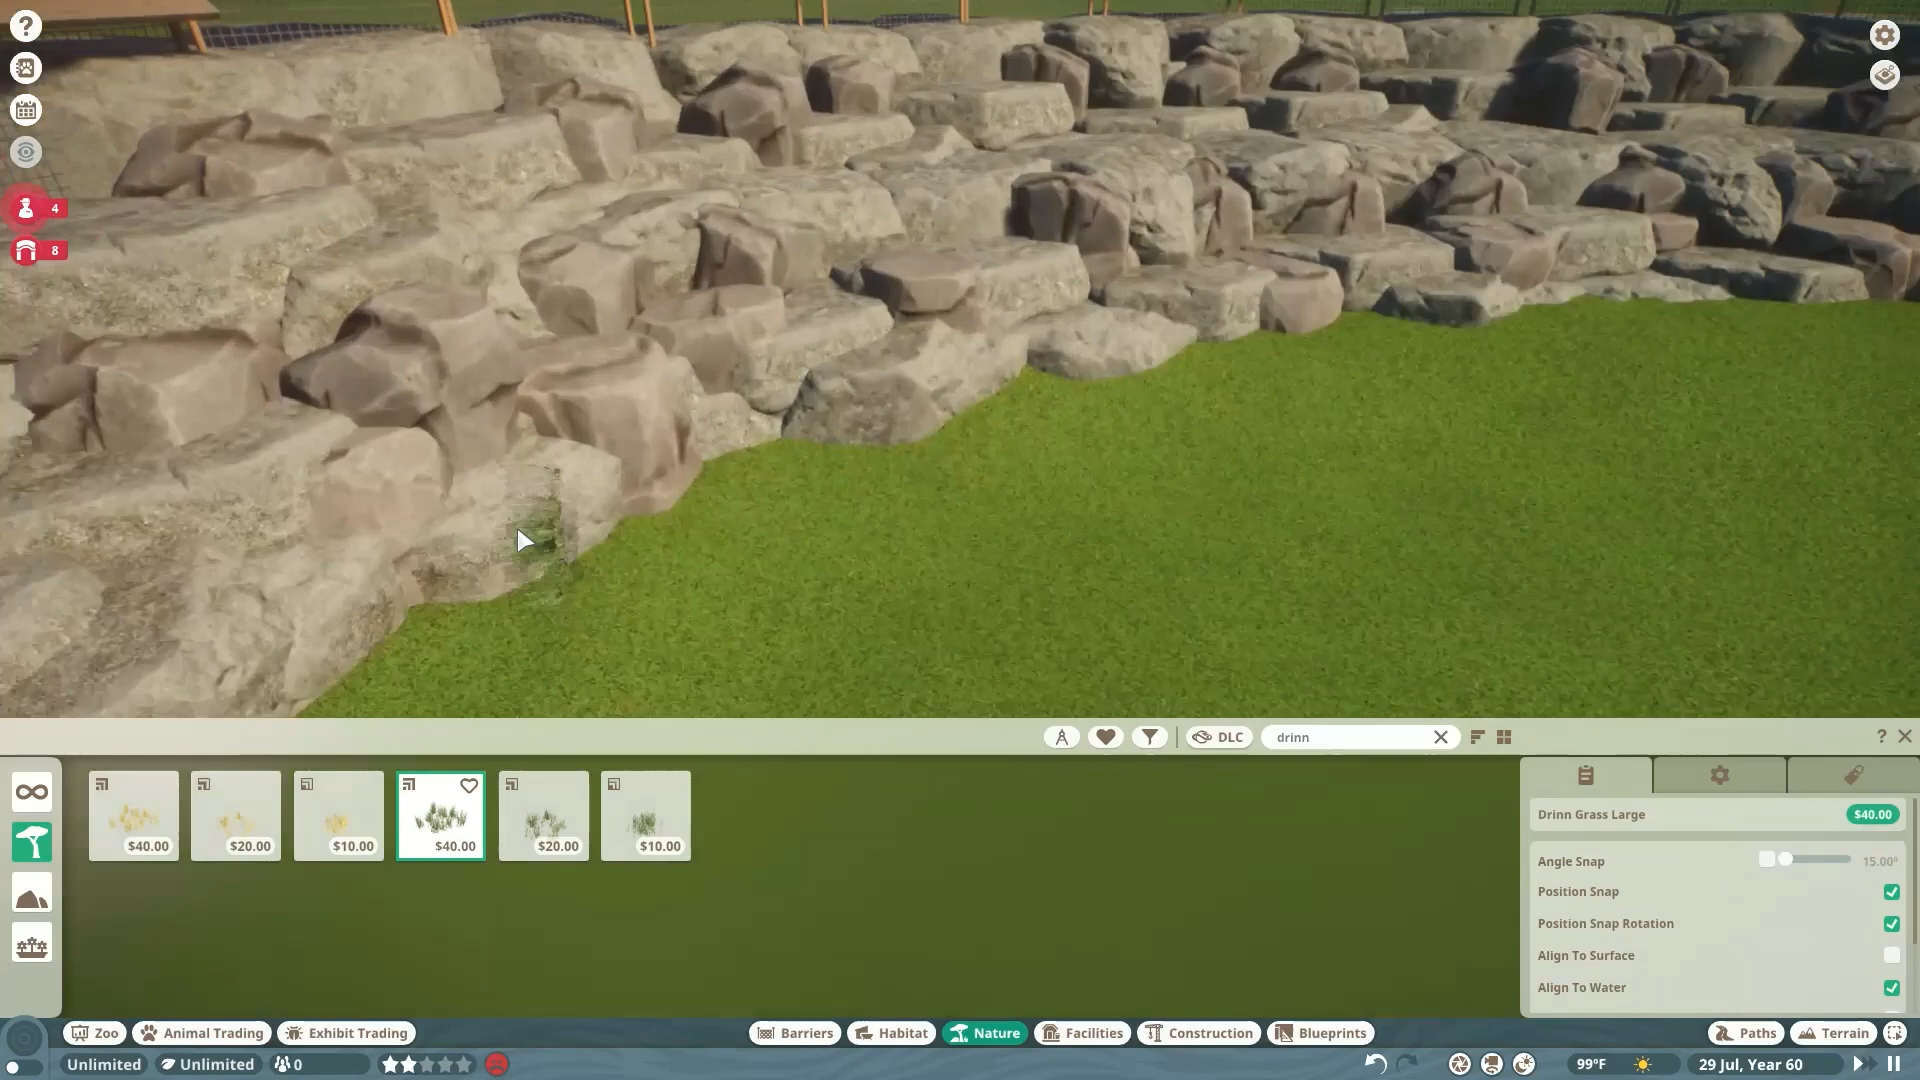 ?
4
8
DLC
drinn
?
$40.00
$20.00
$10.00
$40.00
$20.00
$10.00
Drinn Grass Large
$40.00
Angle Snap
15.00°
Position Snap
Position Snap Rotation
Align To Surface
Align To Water
Zoo
Animal Trading
Exhibit Trading
Barriers
Habitat
Nature
Facilities
Construction
Blueprints
Paths
Terrain
Unlimited
Unlimited
0
99°F
29 Jul, Year 60